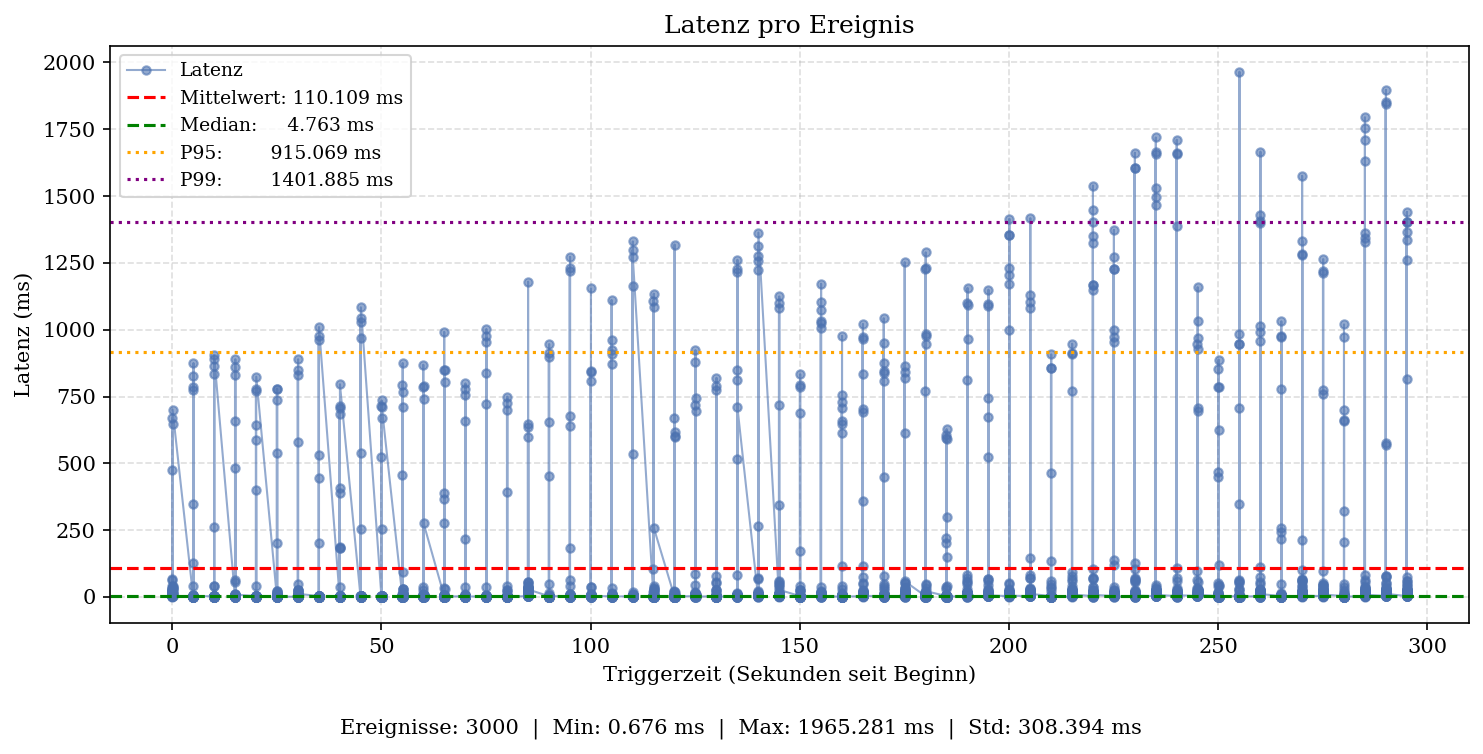 Latenz pro Ereignis
Latenz (ms)
2000
1750
1500
1250
1000
750
500
250
0
Latenz
Mittelwert: 110.109 ms
Median: 4.763 ms
P95: 915.069 ms
P99: 1401.885 ms
0 50 100 150 200 250 300
Triggerzeit (Sekunden seit Beginn)
Ereignisse: 3000 | Min: 0.676 ms | Max: 1965.281 ms | Std: 308.394 ms